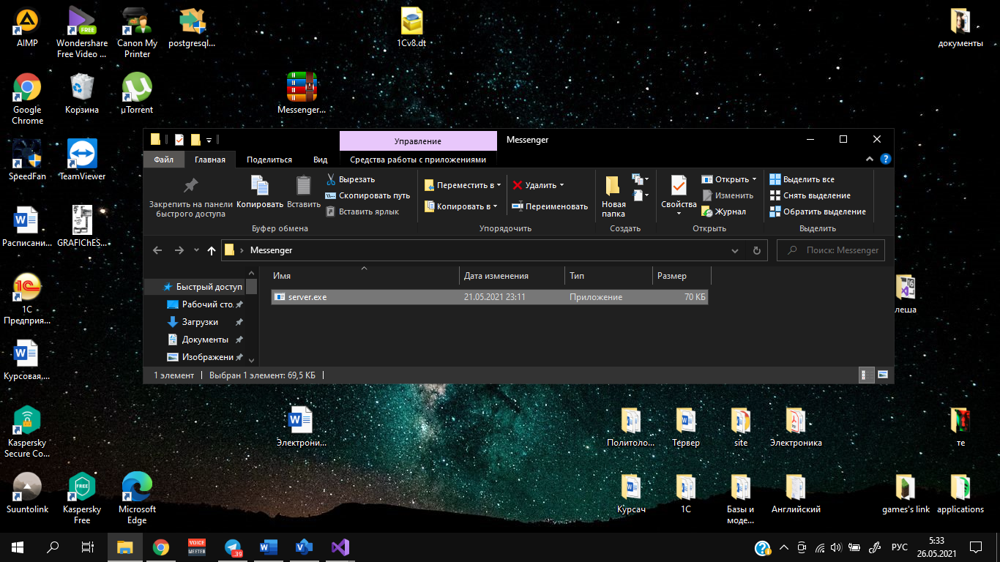 AIMP
Wondershare
Free Video ...
Canon My
Printer
postgresql...
1Cv8.dt
документы
Google
Chrome
Корзина
µTorrent
Messenger...
SpeedFan
TeamViewer
Расписани...
GRAFIChES...
1С
Предприя...
Курсовая,...
Kaspersky
Secure Co...
Suuntolink
Kaspersky
Free
Microsoft
Edge
Управление
Messenger
Файл
Главная
Поделиться
Вид
Средства работы с приложениями
Закрепить на панели
быстрого доступа
Копировать
Вставить
Вырезать
Скопировать путь
Вставить ярлык
Буфер обмена
Переместить в
Копировать в
Удалить
Переименовать
Упорядочить
Новая
папка
Создать
Свойства
Открыть
Изменить
Журнал
Открыть
Выделить все
Снять выделение
Обратить выделение
Выделить
Messenger
Поиск: Messenger
Имя
Дата изменения
Тип
Размер
server.exe
21.05.2021 23:11
Приложение
70 КБ
Быстрый доступ
Рабочий сто.
Загрузки
Документы
Изображени
1 элемент
Выбран 1 элемент: 69,5 КБ
леша
Электрони...
Политоло...
Тервер
site
Электроника
те
Курсач
1С
Базы и
моде...
Английский
games's link
applications
VOICE
MEETER
39
РУС
5:33
26.05.2021